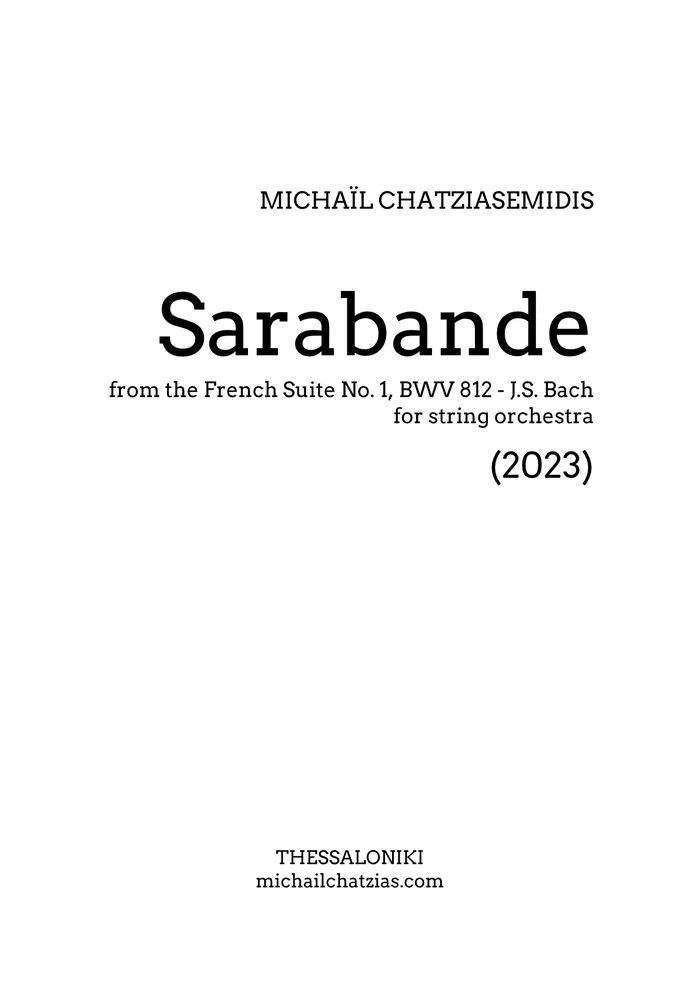 MICHAÏL CHATZIASEMIDIS
Sarabande
from the French Suite No. 1, BWV 812 - J.S. Bach
for string orchestra
(2023)
THESSALONIKI
michailchatzias.com